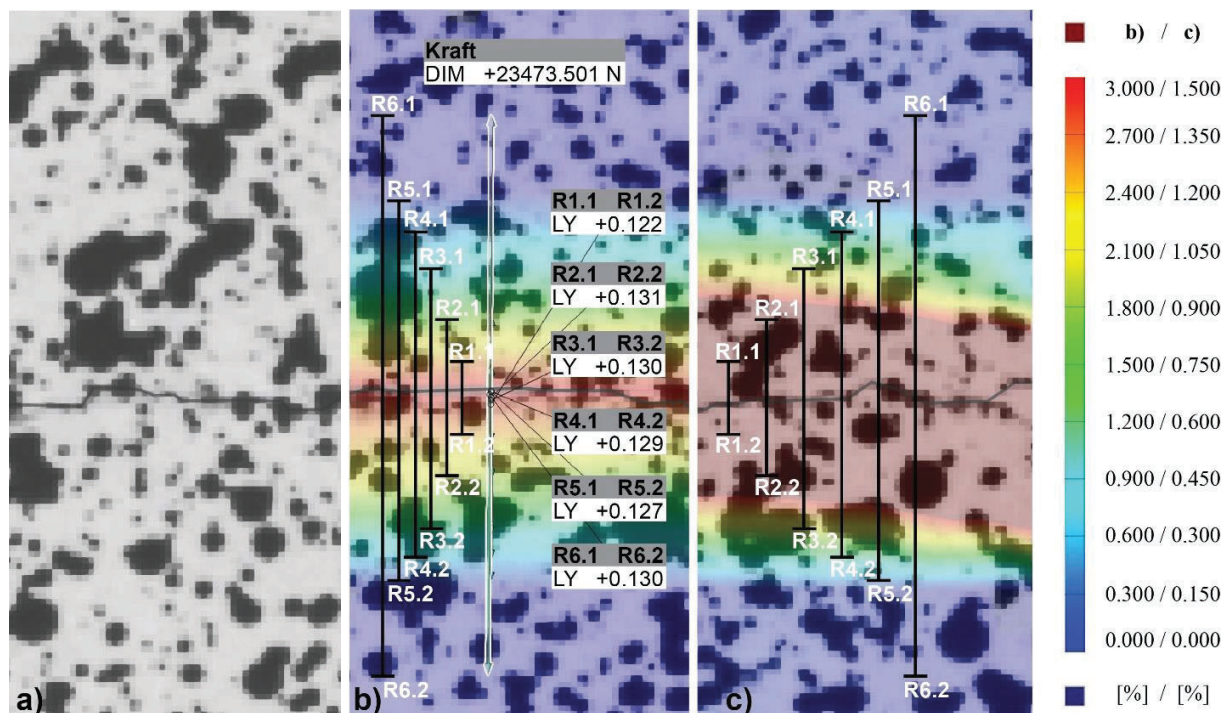 a)
b)
Kraft
DIM +23473.501 N
R6.1
R5.1
R4.1
R3.1
R2.1
R1.1
R1.2
R2.2
R3.2
R4.2
R5.2
R6.2
R1.1 R1.2
LY +0.122
R2.1 R2.2
LY +0.131
R3.1 R3.2
LY +0.130
R4.1 R4.2
LY +0.129
R5.1 R5.2
LY +0.127
R6.1 R6.2
LY +0.130
c)
R6.1
R5.1
R4.1
R3.1
R2.1
R1.1
R1.2
R2.2
R3.2
R4.2
R5.2
R6.2
b) / c)
3.000 / 1.500
2.700 / 1.350
2.400 / 1.200
2.100 / 1.050
1.800 / 0.900
1.500 / 0.750
1.200 / 0.600
0.900 / 0.450
0.600 / 0.300
0.300 / 0.150
0.000 / 0.000
[%] / [%]